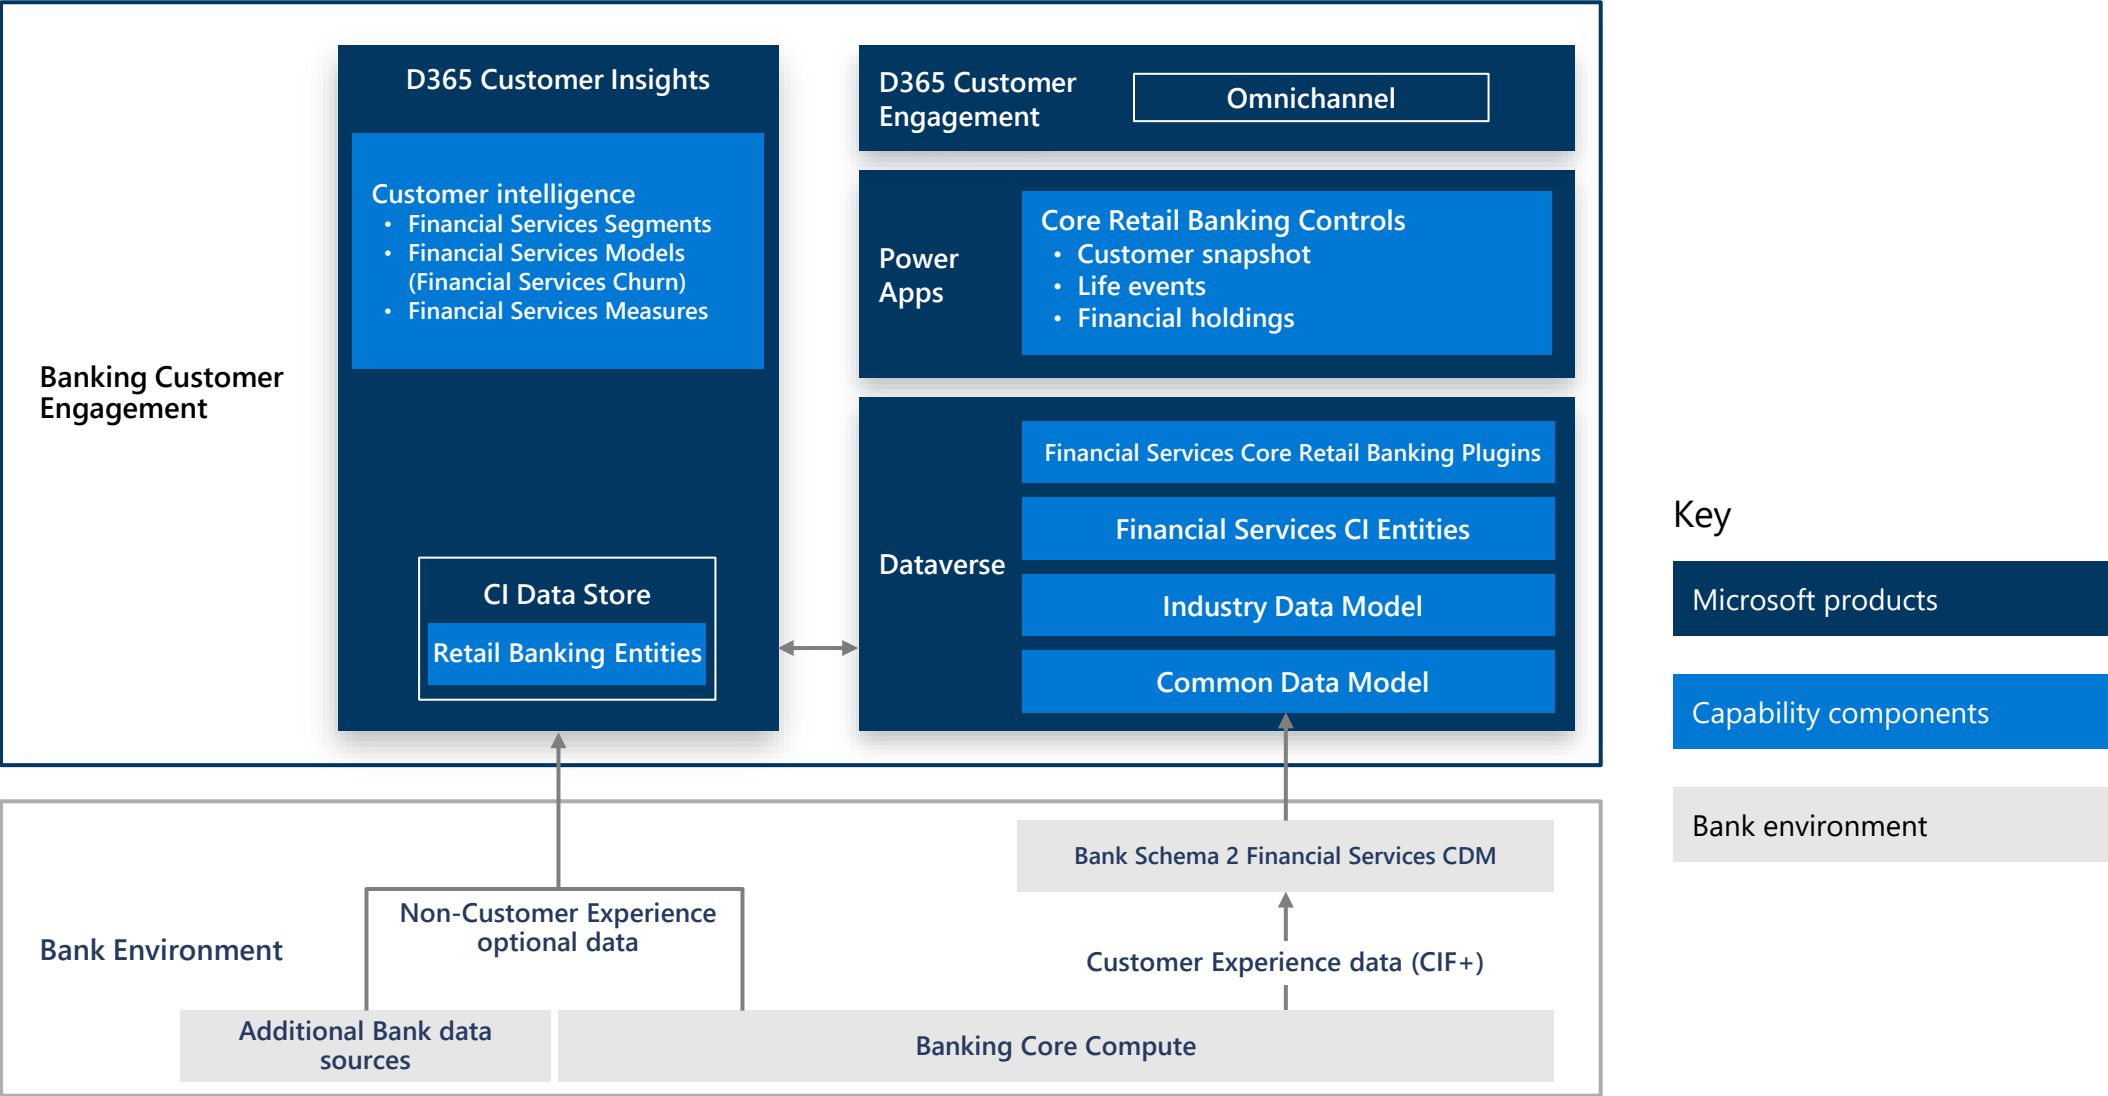 D365 Customer Insights
Customer intelligence
• Financial Services Segments
• Financial Services Models
(Financial Services Churn)
• Financial Services Measures
Banking Customer
Engagement
CI Data Store
Retail Banking Entities
D365 Customer
Engagement
Omnichannel
Power
Apps
Core Retail Banking Controls
• Customer snapshot
• Life events
• Financial holdings
Dataverse
Financial Services Core Retail Banking Plugins
Financial Services CI Entities
Industry Data Model
Common Data Model
Key
Microsoft products
Capability components
Bank environment
Bank Environment
Non-Customer Experience
optional data
Bank Schema 2 Financial Services CDM
Customer Experience data (CIF+)
Additional Bank data
sources
Banking Core Compute